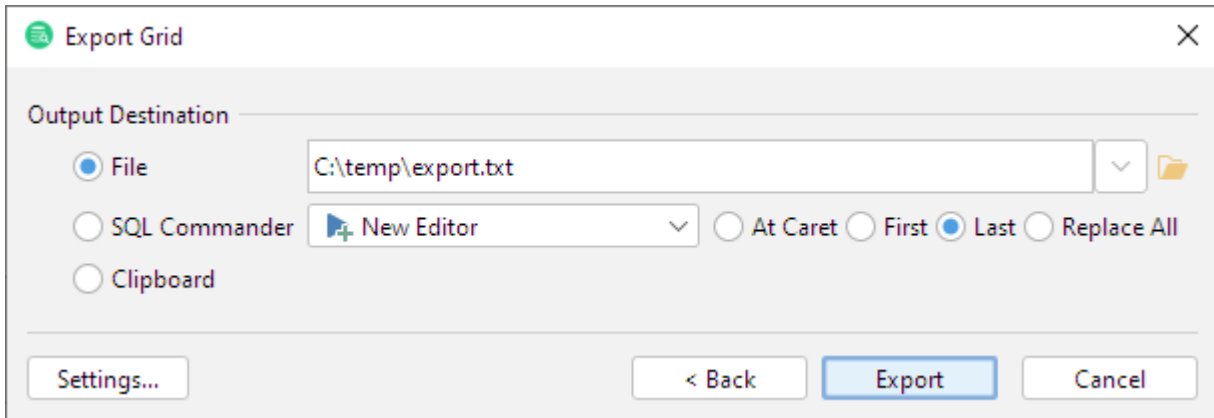 Export Grid
Output Destination
File C:\temp\export.txt
SQL Commander New Editor At Caret First Last Replace All
Clipboard
Settings... < Back Export Cancel